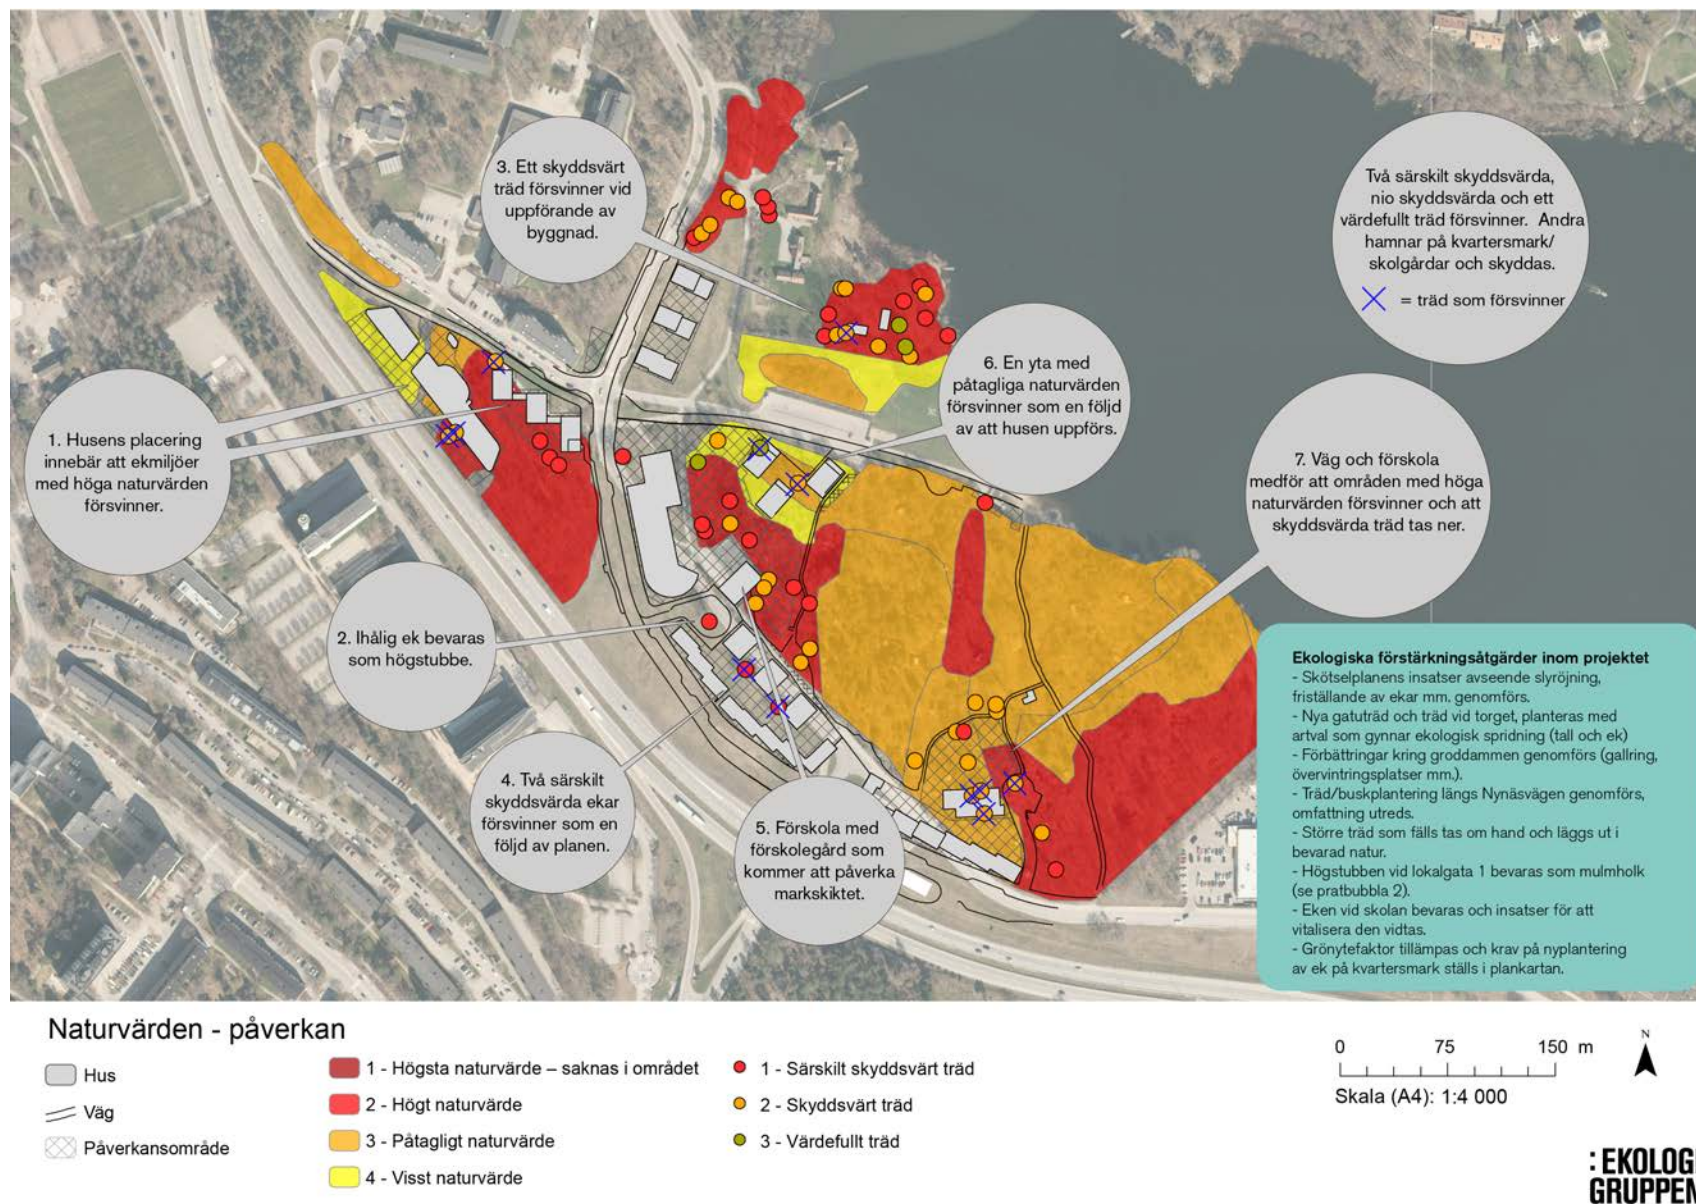 3. Ett skyddsvärt
träd försvinner vid
uppförande av
byggnad.
Två särskilt skyddsvärda,
nio skyddsvärda och ett
värdefullt träd försvinner. Andra
hamnar på kvartersmark/
skolgårdar och skyddas.
= träd som försvinner
1. Husens placering
innebär att ekmiljöer
med höga naturvärden
försvinner.
6. En yta med
påtagliga naturvärden
försvinner som en följd
av att husen uppförs.
7. Väg och förskola
medför att områden med höga
naturvärden försvinner och att
skyddsvärda träd tas ner.
2. Ihålig ek bevaras
som högstubbe.
4. Två särskilt
skyddsvärda ekar
försvinner som en
följd av planen.
5. Förskola med
förskolegård som
kommer att påverka
markskiktet.
Ekologiska förstärkningsåtgärder inom projektet
- Skötselplanens insatser avseende slyröjning,
friställande av ekar mm. genomförs.
- Nya gatuträd och träd vid torget, planteras med
artval som gynnar ekologisk spridning (tall och ek)
- Förbättringar kring groddammen genomförs (gallring,
övervintringsplatser mm.).
- Träd/buskplantering längs Nynäsvägen genomförs,
omfattning utreds.
- Större träd som fälls tas om hand och läggs ut i
bevarad natur.
- Högstubben vid lokalgata 1 bevaras som mulmholk
(se pratbubbla 2).
- Eken vid skolan bevaras och insatser för att
vitalisera den vidtas.
- Grönytefaktor tillämpas och krav på nyplantering
av ek på kvartersmark ställs i plankartan.
Naturvärden - påverkan
Hus
Väg
Påverkansområde
1 - Högsta naturvärde – saknas i området
2 - Högt naturvärde
3 - Påtagligt naturvärde
4 - Visst naturvärde
1 - Särskilt skyddsvärt träd
2 - Skyddsvärt träd
3 - Värdefullt träd
0 75 150 m
Skala (A4): 1:4 000
N
:EKOLOGI
GRUPPEN